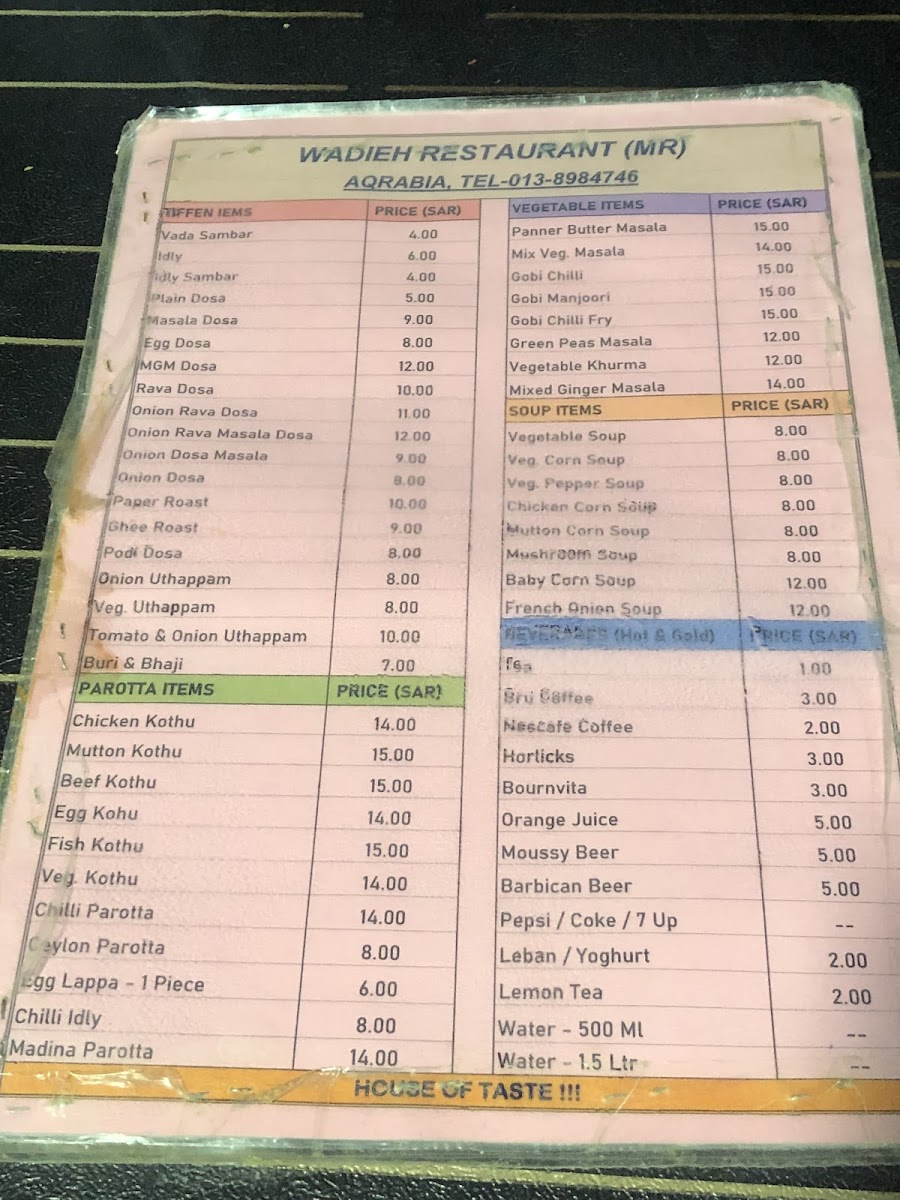 WADIEH RESTAURANT (MR)
AQRABIA, TEL-013-8984746
TIFFEN IEMS PRICE (SAR)
Vada Sambar 4.00
Idly 6.00
Idly Sambar 4.00
Plain Dosa 5.00
Masala Dosa 9.00
Egg Dosa 8.00
MGM Dosa 12.00
Rava Dosa 10.00
Onion Rava Dosa 11.00
Onion Rava Masala Dosa 12.00
Onion Dosa Masala 9.00
Onion Dosa 8.00
Paper Roast 10.00
Ghee Roast 9.00
Podi Dosa 8.00
Onion Uthappam 8.00
Veg. Uthappam 8.00
Tomato & Onion Uthappam 10.00
Buri & Bhaji 7.00
PAROTTA ITEMS PRICE (SAR)
Chicken Kothu 14.00
Mutton Kothu 15.00
Beef Kothu 15.00
Egg Kohu 14.00
Fish Kothu 15.00
Veg. Kothu 14.00
Chilli Parotta 14.00
Ceylon Parotta 8.00
Egg Lappa - 1 Piece 6.00
Chilli Idly 8.00
Madina Parotta 14.00
VEGETABLE ITEMS PRICE (SAR)
Panner Butter Masala 15.00
Mix Veg. Masala 14.00
Gobi Chilli 15.00
Gobi Manjoori 15.00
Gobi Chilli Fry 15.00
Green Peas Masala 12.00
Vegetable Khurma 12.00
Mixed Ginger Masala 14.00
SOUP ITEMS PRICE (SAR)
Vegetable Soup 8.00
Veg. Corn Soup 8.00
Veg. Pepper Soup 8.00
Chicken Corn Soup 8.00
Mutton Corn Soup 8.00
Mushroom Soup 8.00
Baby Corn Soup 12.00
French Onion Soup 12.00
BEVERAGES (Hot & Gold) PRICE (SAR)
Tea 1.00
Bru Coffee 3.00
Nescafe Coffee 2.00
Horlicks 3.00
Bournvita 3.00
Orange Juice 5.00
Moussy Beer 5.00
Barbican Beer 5.00
Pepsi / Coke / 7 Up --
Leban / Yoghurt 2.00
Lemon Tea 2.00
Water - 500 Ml --
Water - 1.5 Ltr --
HOUSE OF TASTE !!!